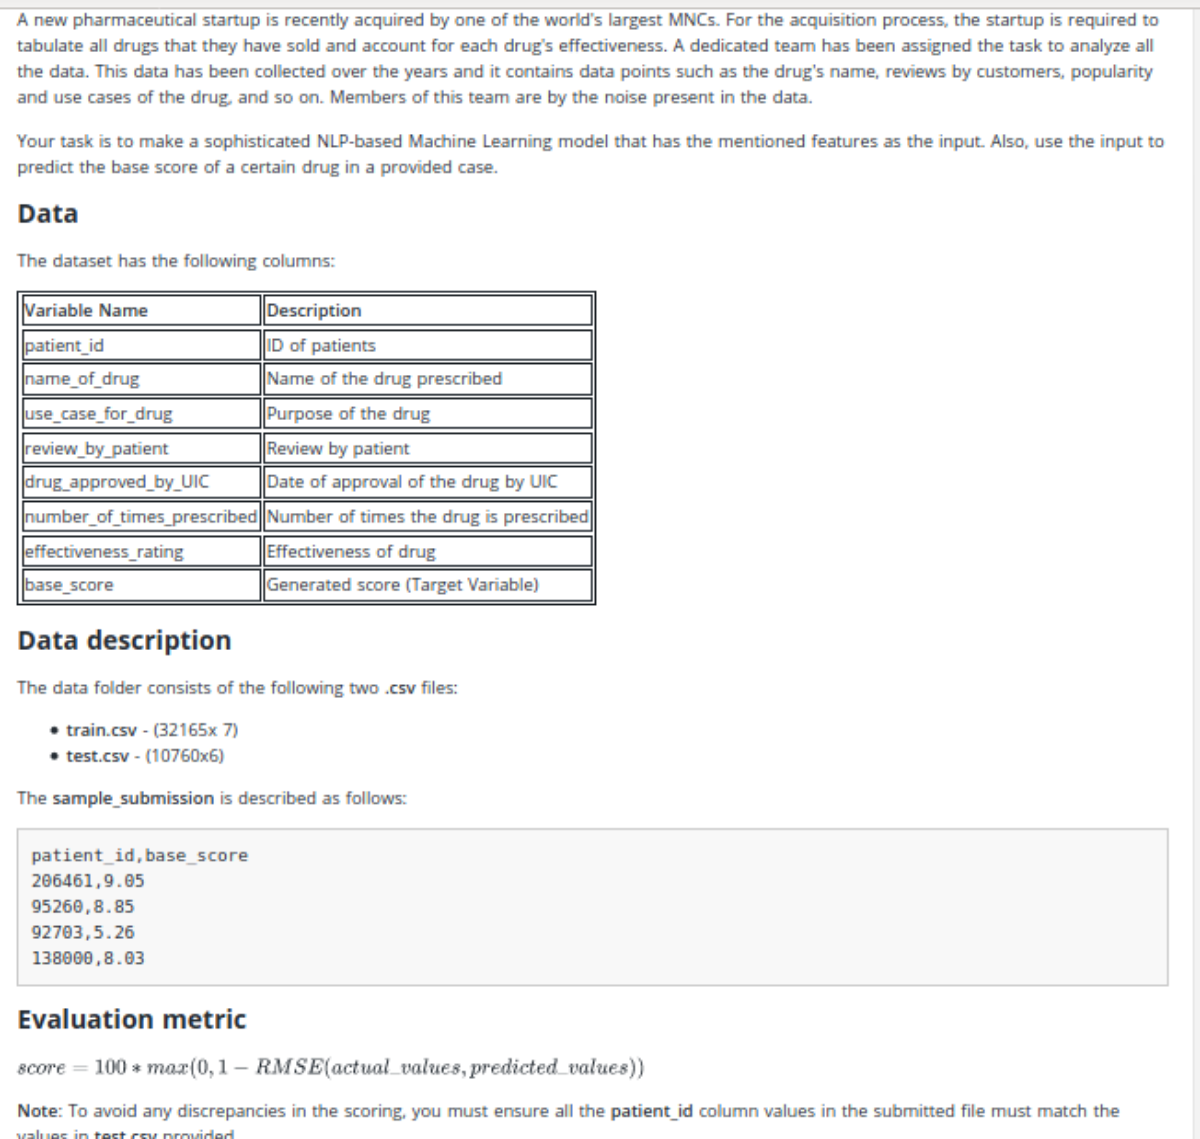 A new pharmaceutical startup is recently acquired by one of the world's largest MNCs. For the acquisition process, the startup is required to
tabulate all drugs that they have sold and account for each drug's effectiveness. A dedicated team has been assigned the task to analyze all
the data. This data has been collected over the years and it contains data points such as the drug's name, reviews by customers, popularity
and use cases of the drug, and so on. Members of this team are by the noise present in the data.
Your task is to make a sophisticated NLP-based Machine Learning model that has the mentioned features as the input. Also, use the input to
predict the base score of a certain drug in a provided case.
Data
The dataset has the following columns:
Variable Name Description
patient_id ID of patients
name_of_drug Name of the drug prescribed
use_case_for_drug Purpose of the drug
review_by_patient Review by patient
drug_approved_by_UIC Date of approval of the drug by UIC
number_of_times_prescribed Number of times the drug is prescribed
effectiveness_rating Effectiveness of drug
base_score Generated score (Target Variable)
Data description
The data folder consists of the following two .csv files:
• train.csv - (32165x 7)
• test.csv - (10760x6)
The sample_submission is described as follows:
patient_id,base_score
206461,9.05
95260,8.85
92703,5.26
138000,8.03
Evaluation metric
score = 100 * max(0, 1 − RMSE(actual_values, predicted_values))
Note: To avoid any discrepancies in the scoring, you must ensure all the patient_id column values in the submitted file must match the
values in test.csv provided